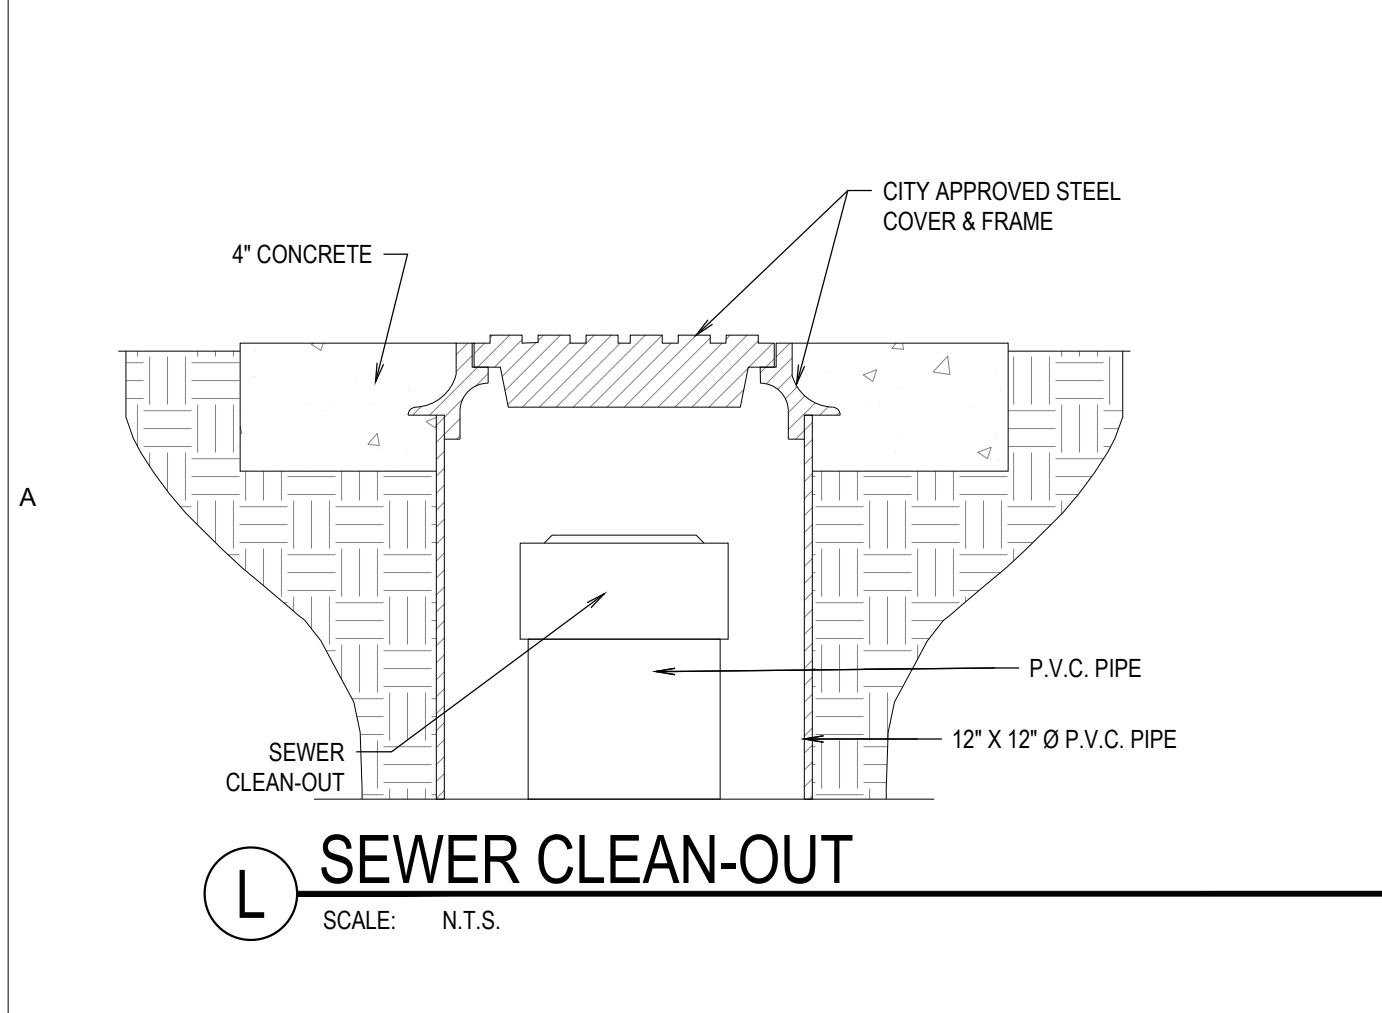 CITY APPROVED STEEL
COVER & FRAME
4" CONCRETE
A
P.V.C. PIPE
12" X 12" Ø P.V.C. PIPE
SEWER
CLEAN-OUT
L
SEWER CLEAN-OUT
SCALE: N.T.S.